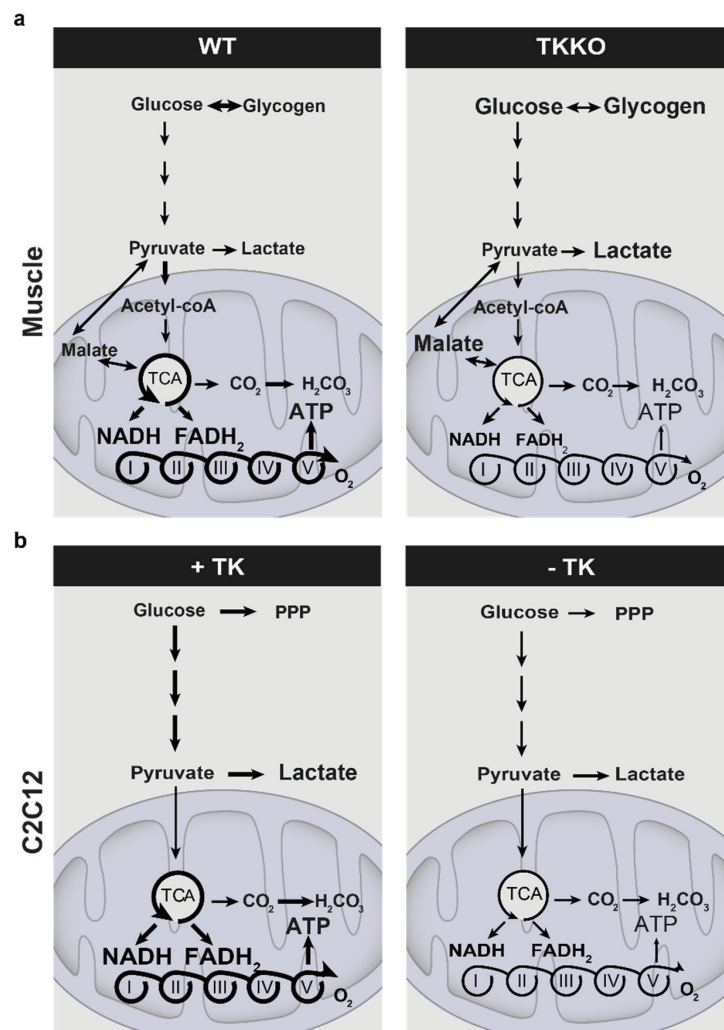 a
WT
TKKO
Muscle
Glucose Glycogen
Pyruvate Lactate
Acetyl-coA
Malate
TCA CO2 H2CO3
ATP
NADH FADH2
I II III IV V O2
Glucose Glycogen
Pyruvate Lactate
Acetyl-coA
Malate
TCA CO2 H2CO3
ATP
NADH FADH2
I II III IV V O2
b
+ TK
- TK
C2C12
Glucose PPP
Pyruvate Lactate
TCA CO2 H2CO3
ATP
NADH FADH2
I II III IV V O2
Glucose PPP
Pyruvate Lactate
TCA CO2 H2CO3
ATP
NADH FADH2
I II III IV V O2